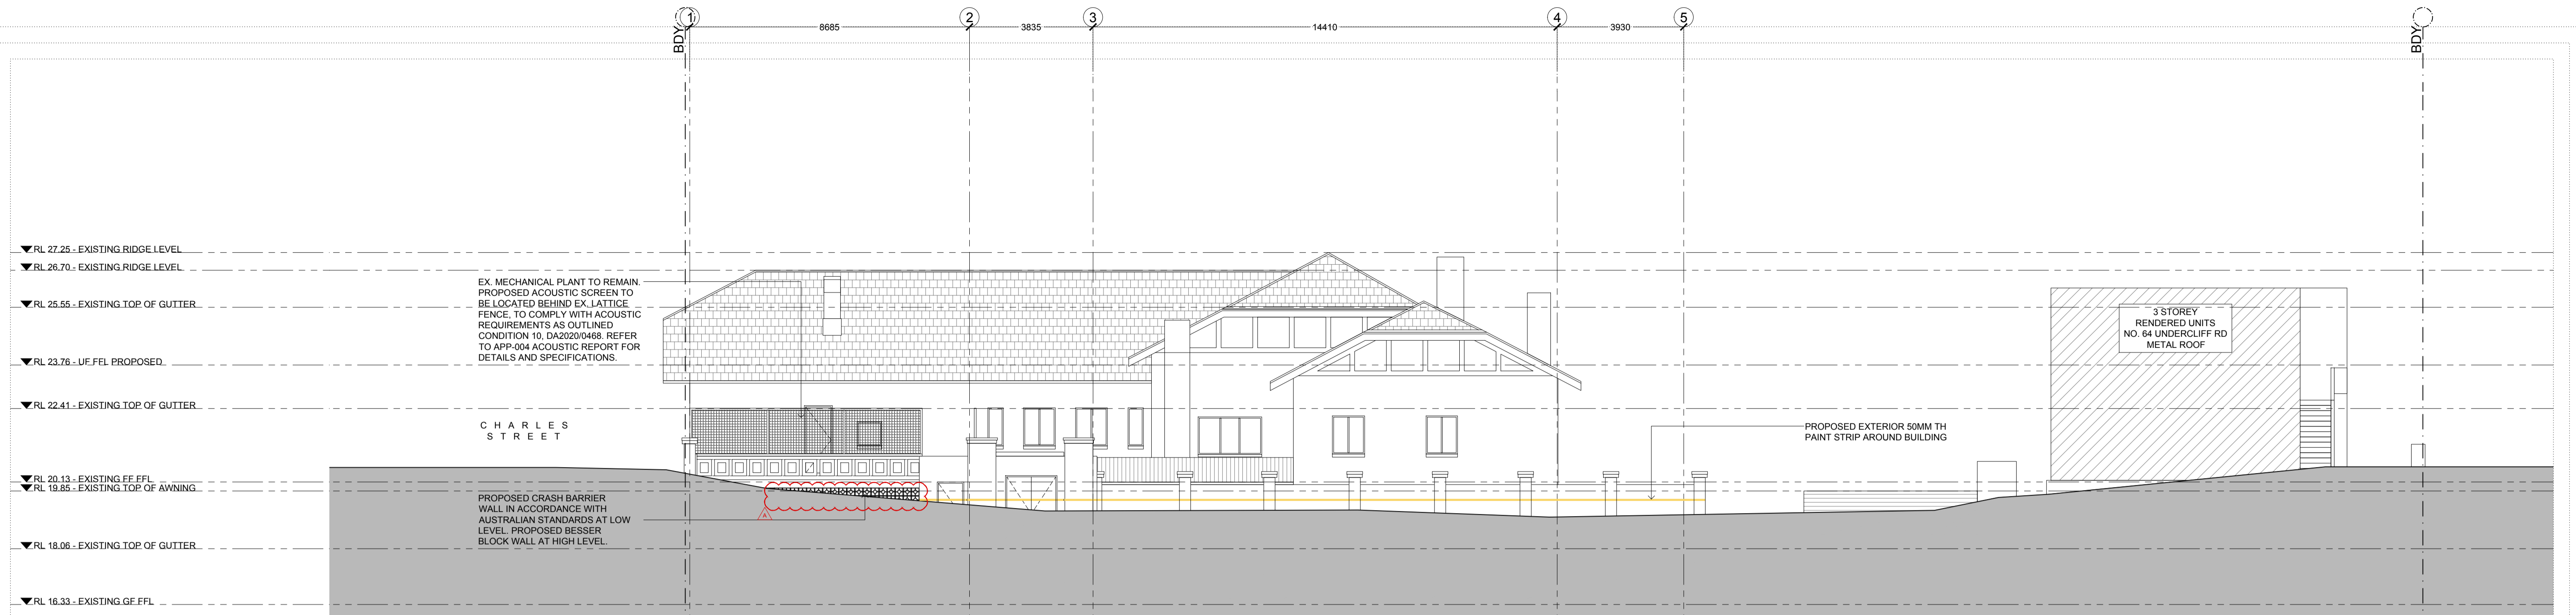 1
2
3
4
5
8685
3835
14410
3930
BDY
BDY
RL 27.25 - EXISTING RIDGE LEVEL
RL 26.70 - EXISTING RIDGE LEVEL
RL 25.55 - EXISTING TOP OF GUTTER
RL 23.76 - UF FFL PROPOSED
RL 22.41 - EXISTING TOP OF GUTTER
RL 20.13 - EXISTING FF FFL
RL 19.85 - EXISTING TOP OF AWNING
RL 18.06 - EXISTING TOP OF GUTTER
RL 16.33 - EXISTING GF FFL
EX. MECHANICAL PLANT TO REMAIN.
PROPOSED ACOUSTIC SCREEN TO
BE LOCATED BEHIND EX. LATTICE
FENCE, TO COMPLY WITH ACOUSTIC
REQUIREMENTS AS OUTLINED
CONDITION 10, DA2020/0468. REFER
TO APP-004 ACOUSTIC REPORT FOR
DETAILS AND SPECIFICATIONS.
CHARLES
STREET
PROPOSED CRASH BARRIER
WALL IN ACCORDANCE WITH
AUSTRALIAN STANDARDS AT LOW
LEVEL. PROPOSED BESSER
BLOCK WALL AT HIGH LEVEL.
A
PROPOSED EXTERIOR 50MM TH
PAINT STRIP AROUND BUILDING
3 STOREY
RENDERED UNITS
NO. 64 UNDERCLIFF RD
METAL ROOF